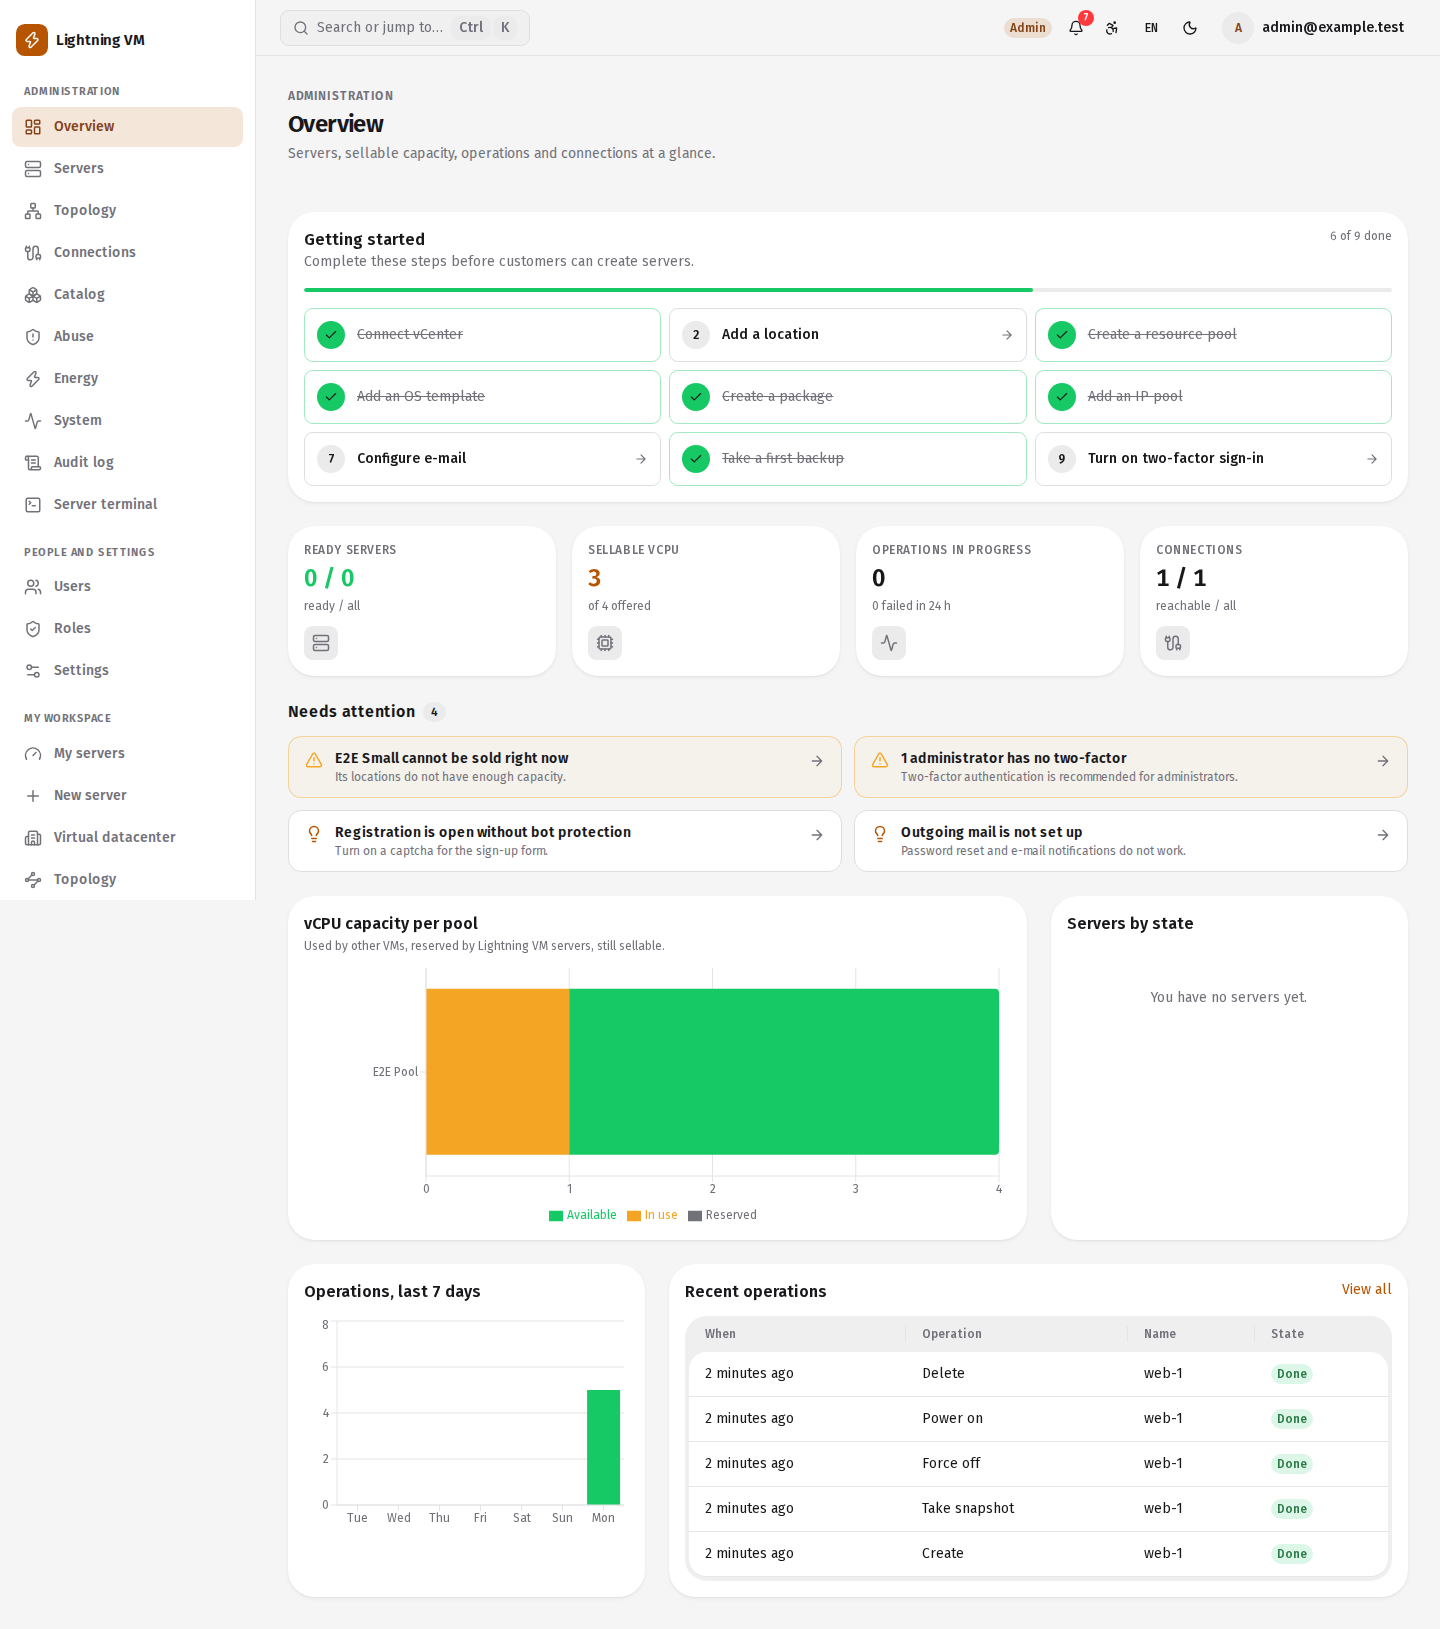 Lightning VM
Search or jump to… Ctrl K
Admin
7
EN
A
admin@example.test
ADMINISTRATION
Overview
Servers
Topology
Connections
Catalog
Abuse
Energy
System
Audit log
Server terminal
PEOPLE AND SETTINGS
Users
Roles
Settings
MY WORKSPACE
My servers
New server
Virtual datacenter
Topology
ADMINISTRATION
Overview
Servers, sellable capacity, operations and connections at a glance.
Getting started
6 of 9 done
Complete these steps before customers can create servers.
Connect vCenter
2 Add a location
Create a resource pool
Add an OS template
Create a package
Add an IP pool
7 Configure e-mail
Take a first backup
9 Turn on two-factor sign-in
READY SERVERS
0 / 0
ready / all
SELLABLE VCPU
3
of 4 offered
OPERATIONS IN PROGRESS
0
0 failed in 24 h
CONNECTIONS
1 / 1
reachable / all
Needs attention 4
E2E Small cannot be sold right now
Its locations do not have enough capacity.
1 administrator has no two-factor
Two-factor authentication is recommended for administrators.
Registration is open without bot protection
Turn on a captcha for the sign-up form.
Outgoing mail is not set up
Password reset and e-mail notifications do not work.
vCPU capacity per pool
Used by other VMs, reserved by Lightning VM servers, still sellable.
E2E Pool
0 1 2 3 4
Available In use Reserved
Servers by state
You have no servers yet.
Operations, last 7 days
8
6
4
2
0
Tue Wed Thu Fri Sat Sun Mon
Recent operations
View all
When Operation Name State
2 minutes ago Delete web-1 Done
2 minutes ago Power on web-1 Done
2 minutes ago Force off web-1 Done
2 minutes ago Take snapshot web-1 Done
2 minutes ago Create web-1 Done